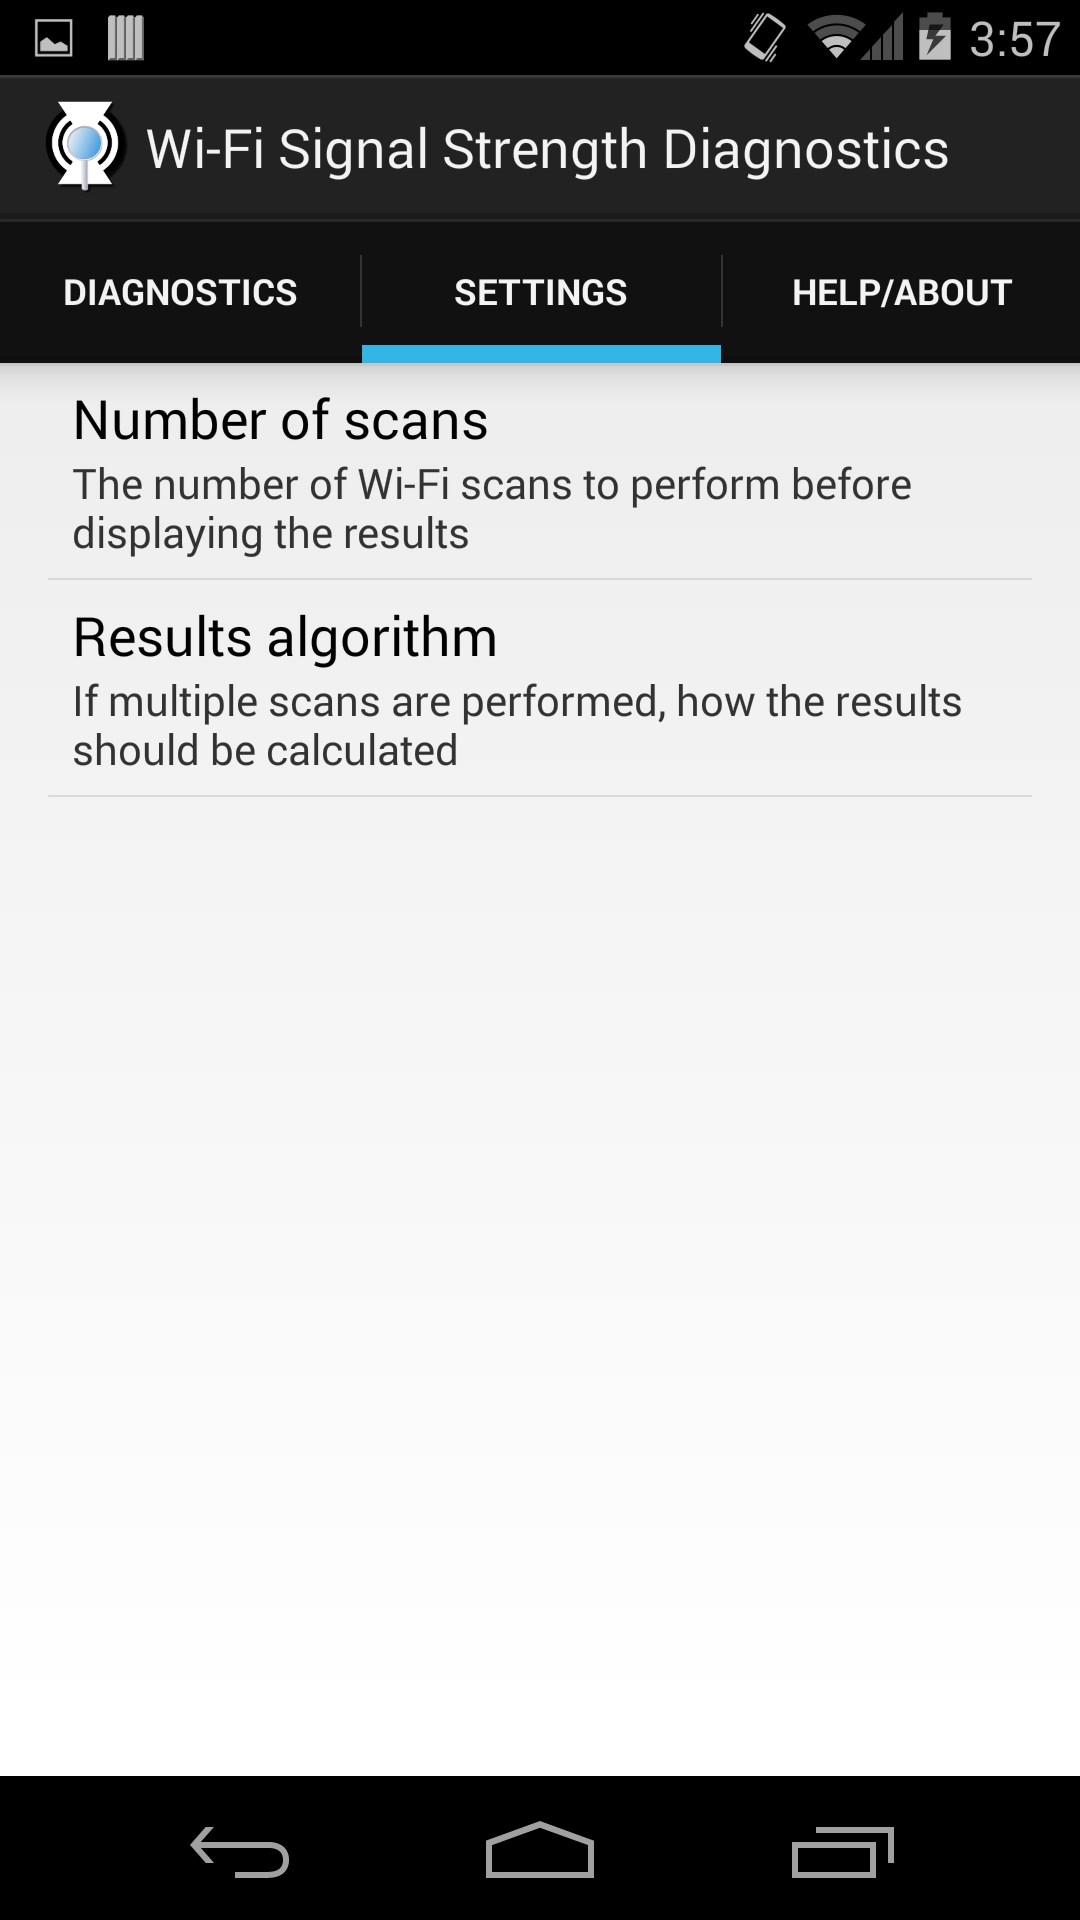 3:57
Wi-Fi Signal Strength Diagnostics
DIAGNOSTICS
SETTINGS
HELP/ABOUT
Number of scans
The number of Wi-Fi scans to perform before
displaying the results
Results algorithm
If multiple scans are performed, how the results
should be calculated